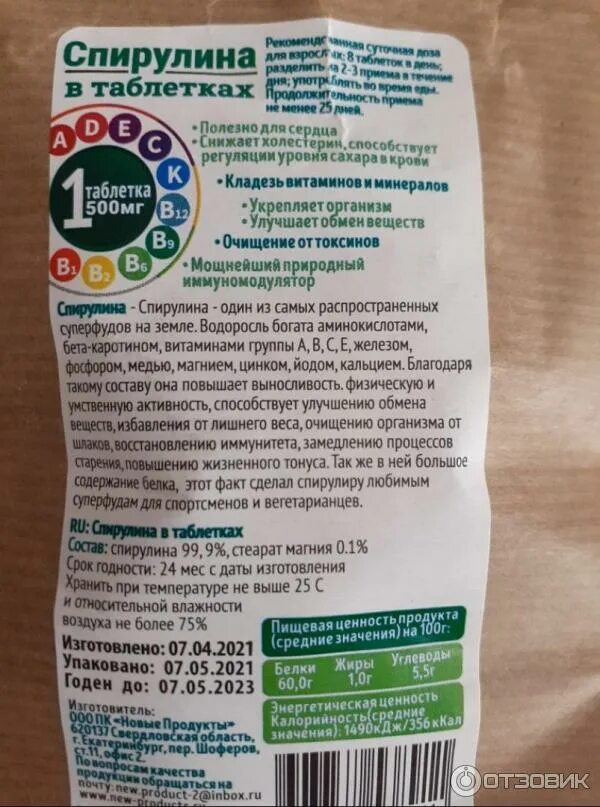 Спирулина
в таблетках
Рекомендованная суточная доза
для взрослых: 8 таблеток в день;
разделить на 2-3 приема в течение
дня; употреблять во время еды.
Продолжительность приема
не менее 25 дней.
A D E C K B12 B9 B6 B2 B1
1 таблетка
500мг
• Полезно для сердца
• Снижает холестерин, способствует
регуляции уровня сахара в крови
• Кладезь витаминов и минералов
• Укрепляет организм
• Улучшает обмен веществ
• Очищение от токсинов
• Мощнейший природный
иммуномодулятор
Спирулина - Спирулина - один из самых распространенных
суперфудов на земле. Водоросль богата аминокислотами,
бета-каротином, витаминами группы А, В, С, Е, железом,
фосфором, медью, магнием, цинком, йодом, кальцием. Благодаря
такому составу она повышает выносливость. физическую и
умственную активность, способствует улучшению обмена
веществ, избавления от лишнего веса, очищению организма от
шлаков, восстановлению иммунитета, замедлению процессов
старения, повышению жизненного тонуса. Так же в ней большое
содержание белка, этот факт сделал спирулиру любимым
суперфудам для спортсменов и вегетарианцев.
RU: Спирулина в таблетках
Состав: спирулина 99, 9%, стеарат магния 0.1%
Срок годности: 24 мес с даты изготовления
Хранить при температуре не выше 25 С
и относительной влажности
воздуха не более 75%
Изготовлено: 07.04.2021
Упаковано: 07.05.2021
Годен до: 07.05.2023
Пищевая ценность продукта
(средние значения) на 100г:
Белки Жиры Углеводы
60,0г 1,0г 5,5г
Энергетическая ценность
Калорийность (средние
значения): 1490кДж/356 кКал
Изготовитель:
ООО ПК «Новые Продукты»
620137 Свердловская область,
г.Екатеринбург, пер. Шоферов,
ст.11, офис 2.
По вопросам качества
продукции обращаться на
почту: new.product-2@inbox.ru
ОТЗОВИК